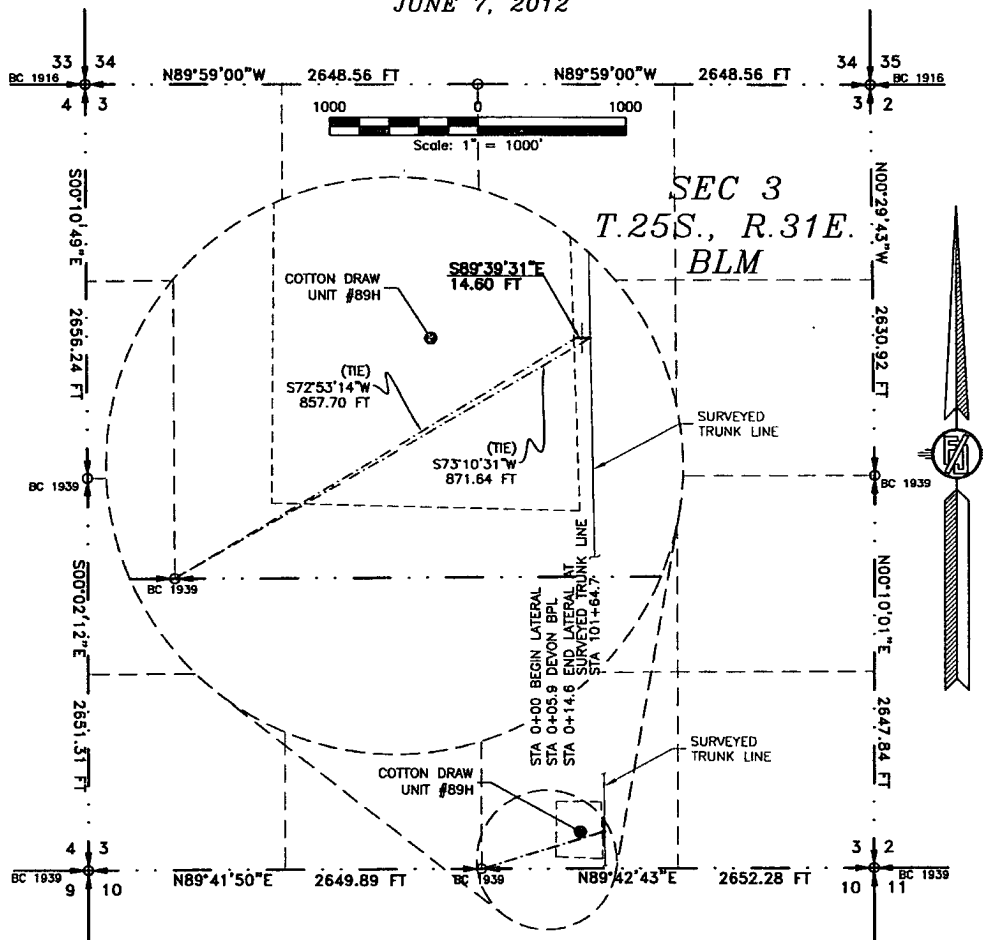 JUNE 7, 2012
33 34
34 35
BC 1916
N89°59'00"W 2648.56 FT
N89°59'00"W 2648.56 FT
BC 1916
4 3
3 2
1000 0 1000
Scale: 1" = 1000'
SEC 3
T.25S., R.31E.
BLM
S00°10'49"E 2656.24 FT
N00°29'43"W 2630.92 FT
COTTON DRAW
UNIT #89H
S89°39'31"E
14.60 FT
(TIE)
S72°53'14"W
857.70 FT
(TIE)
S73°10'31"W
871.64 FT
SURVEYED
TRUNK LINE
BC 1939
BC 1939
BC 1939
STA 0+00 BEGIN LATERAL
STA 0+05.9 DEVON BPL
STA 0+14.6 END LATERAL AT
SURVEYED TRUNK LINE
STA 101+64.7
S00°02'12"E 2651.31 FT
N00°10'01"W 2647.84 FT
SURVEYED
TRUNK LINE
COTTON DRAW
UNIT #89H
4 3
3 2
BC 1939
BC 1939
BC 1939
9 10
N89°41'50"E 2649.89 FT
N89°42'43"E 2652.28 FT
10 11